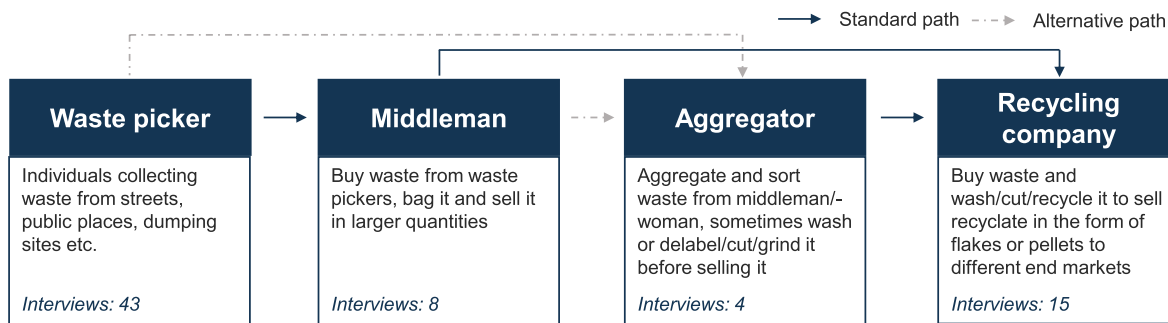 Standard path
Alternative path
Waste picker
Individuals collecting
waste from streets,
public places, dumping
sites etc.
Interviews: 43
Middleman
Buy waste from waste
pickers, bag it and sell it
in larger quantities
Interviews: 8
Aggregator
Aggregate and sort
waste from middleman/-
woman, sometimes wash
or delabel/cut/grind it
before selling it
Interviews: 4
Recycling
company
Buy waste and
wash/cut/recycle it to sell
recyclate in the form of
flakes or pellets to
different end markets
Interviews: 15